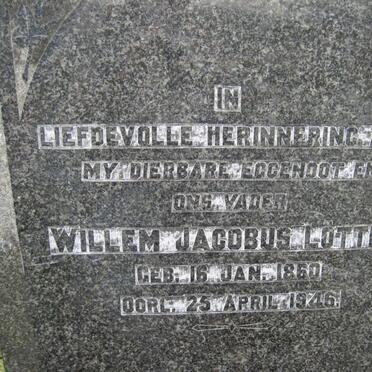 IN
LIEFDEVOLLE HERINNERING
MY DIERBARE EGGENOOT EN
ONS VADER
WILLEM JACOBUS LOTT
GEB. 16 JAN. 1860
OORL. 25 APRIL 1946.